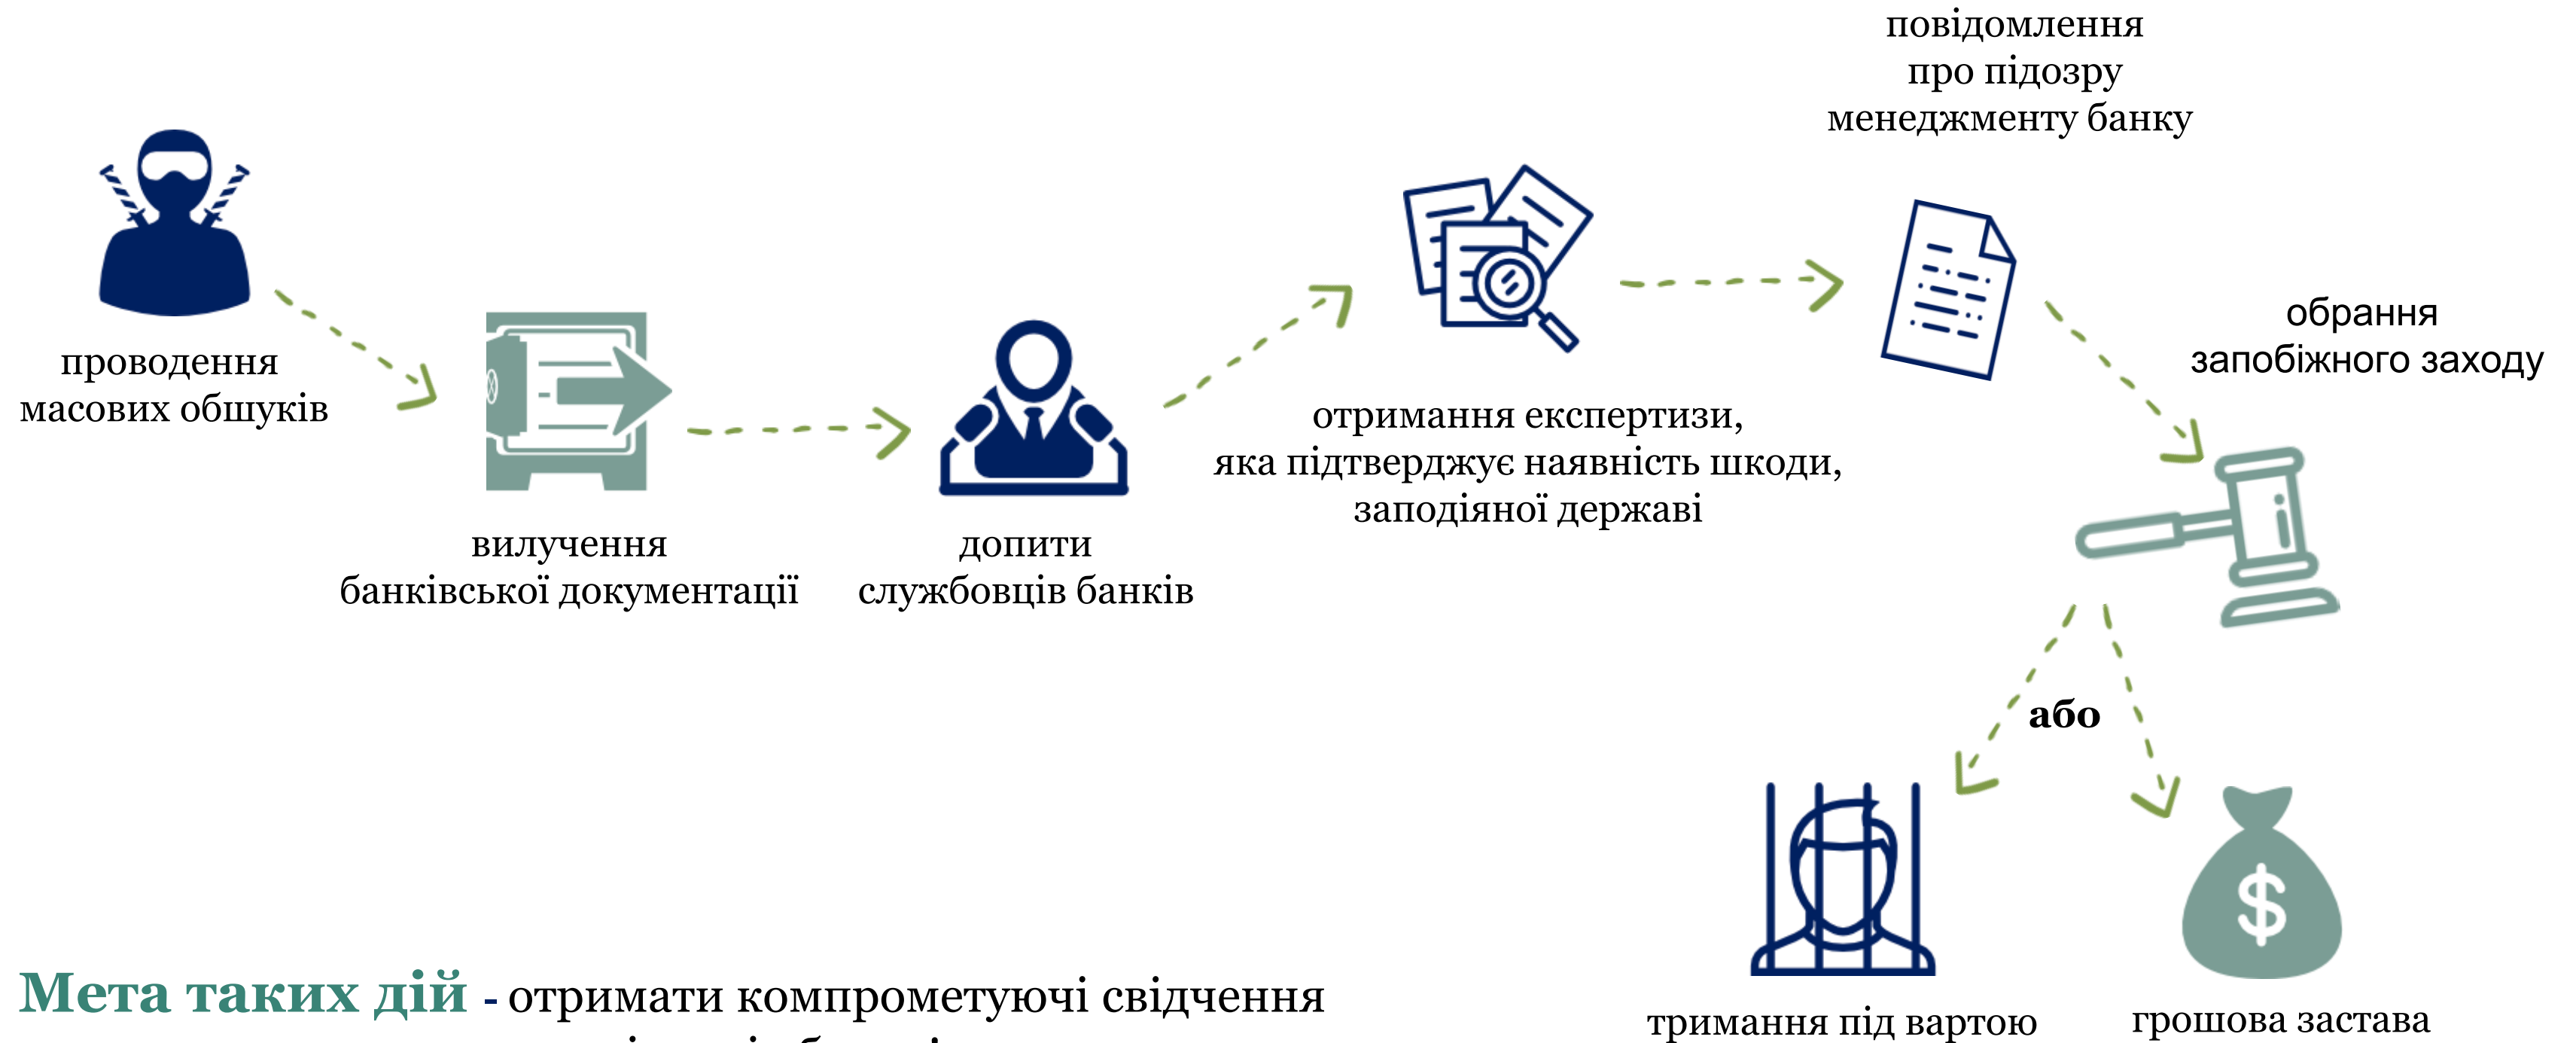 проводення
масових обшуків
вилучення
банківської документації
допити
службовців банків
отримання експертизи,
яка підтверджує наявність шкоди,
заподіяної державі
повідомлення
про підозру
менеджменту банку
обрання
запобіжного заходу
або
тримання під вартою
грошова застава
Мета таких дій - отримати компрометуючі свідчення